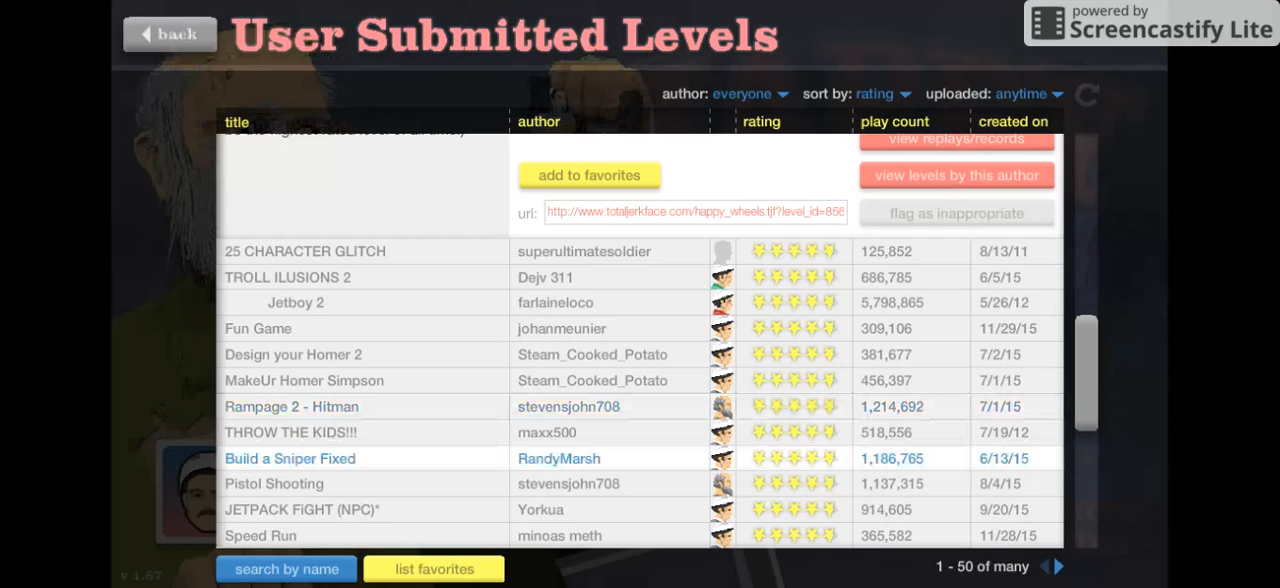 back
User Submitted Levels
powered by
Screencastify Lite
author: everyone sort by: rating uploaded: anytime
title author rating play count created on
view replays/records
add to favorites view levels by this author
url: http://www.totaljerkface.com/happy_wheels.tjf?level_id=856 flag as inappropriate
25 CHARACTER GLITCH superultimatesoldier 125,852 8/13/11
TROLL ILUSIONS 2 Dejv 311 686,785 6/5/15
Jetboy 2 farlaineloco 5,798,865 5/26/12
Fun Game johanmeunier 309,106 11/29/15
Design your Homer 2 Steam_Cooked_Potato 381,677 7/2/15
MakeUr Homer Simpson Steam_Cooked_Potato 456,397 7/1/15
Rampage 2 - Hitman stevensjohn708 1,214,692 7/1/15
THROW THE KIDS!!! maxx500 518,556 7/19/12
Build a Sniper Fixed RandyMarsh 1,186,765 6/13/15
Pistol Shooting stevensjohn708 1,137,315 8/4/15
JETPACK FiGHT (NPC)* Yorkua 914,605 9/20/15
Speed Run minoas meth 365,582 11/28/15
search by name list favorites 1 - 50 of many
v 1.87